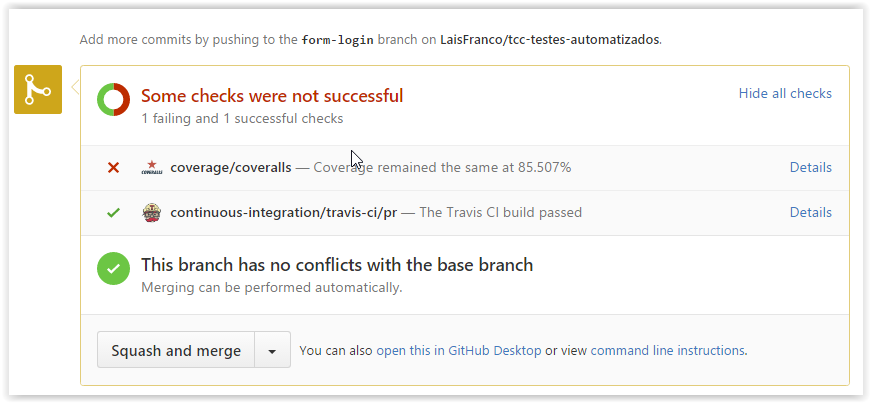 Add more commits by pushing to the form-login branch on LaisFranco/tcc-testes-automatizados.
Some checks were not successful
Hide all checks
1 failing and 1 successful checks
COVERALLS coverage/coveralls — Coverage remained the same at 85.507% Details
continuous-integration/travis-ci/pr — The Travis CI build passed Details
This branch has no conflicts with the base branch
Merging can be performed automatically.
Squash and merge You can also open this in GitHub Desktop or view command line instructions.